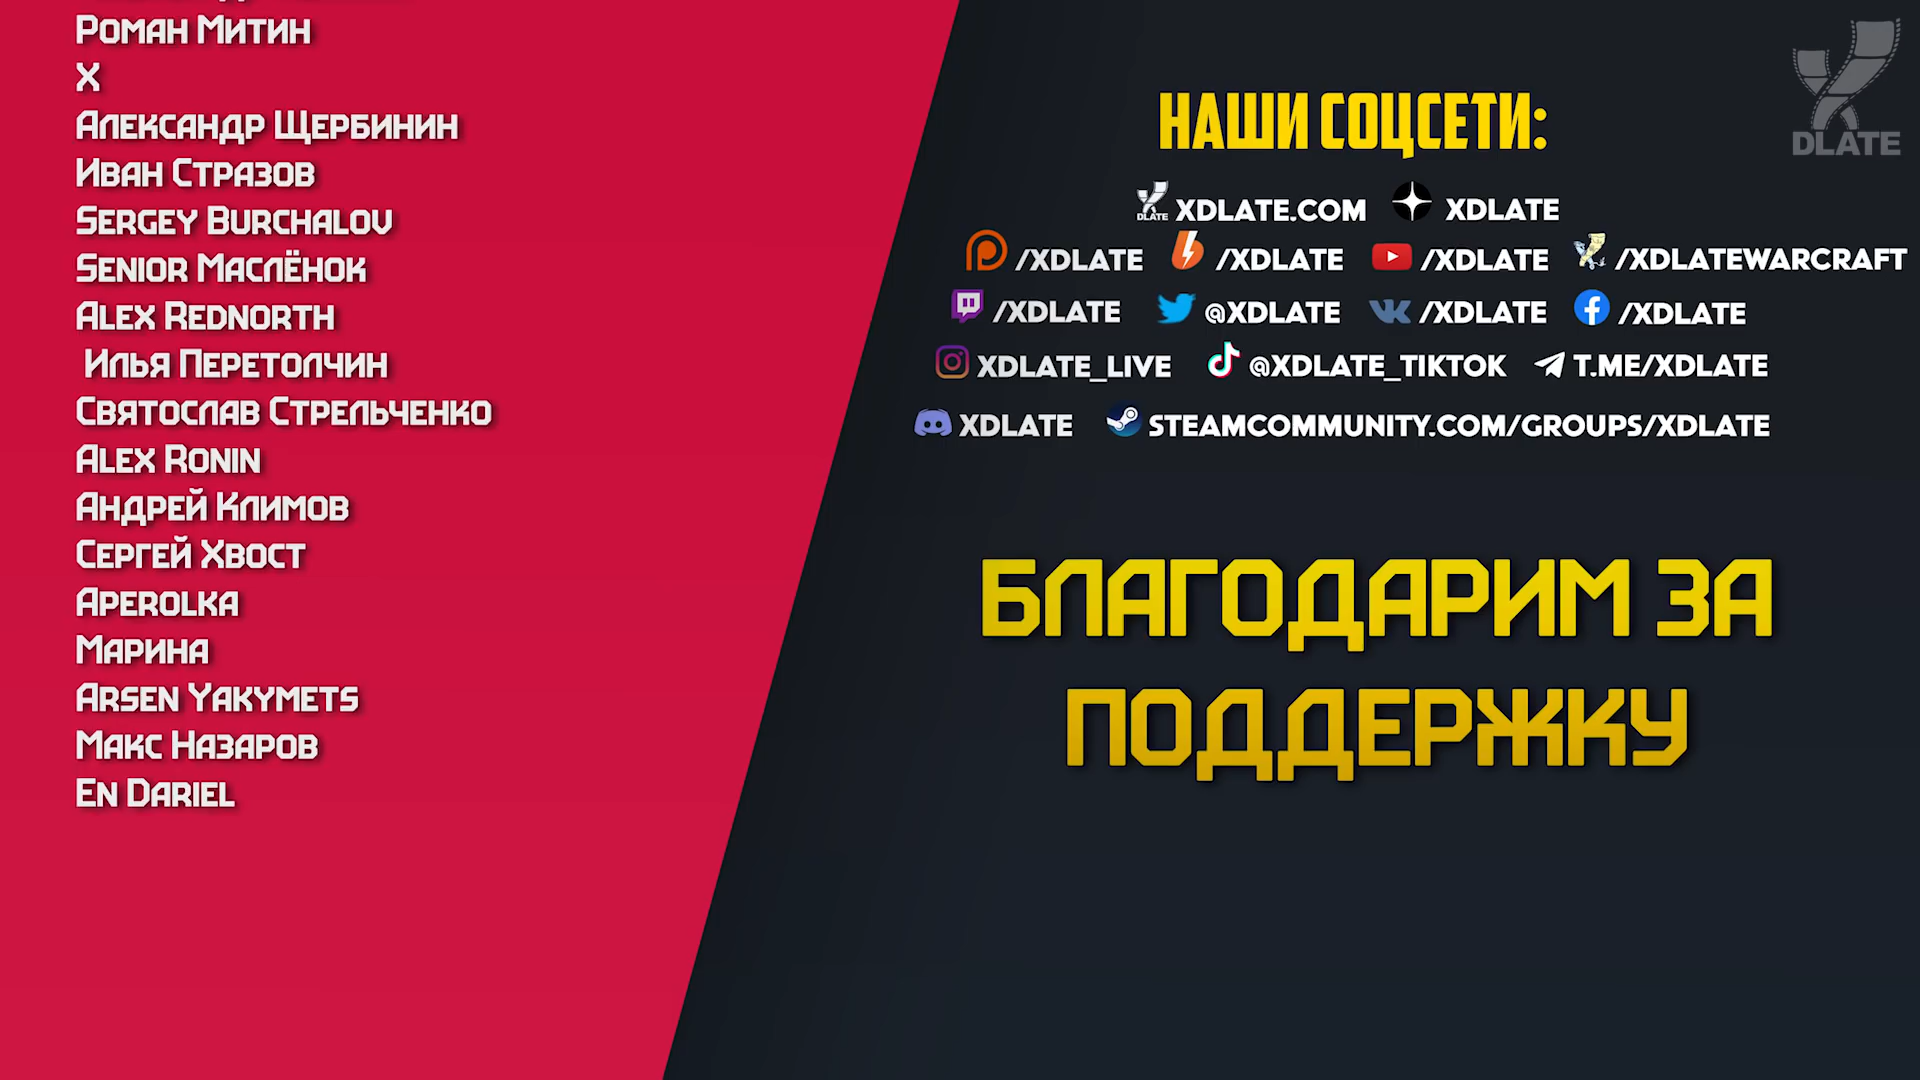 Роман Митин
X
Александр Щербинин
Иван Стразов
Sergey Burchalov
Senior Маслёнок
Alex Rednorth
Илья Перетолчин
Святослав Стрельченко
Alex Ronin
Андрей Климов
Сергей Хвост
Aperolka
Марина
Arsen Yakymets
Макс Назаров
En Dariel
НАШИ СОЦСЕТИ:
DLATE XDLATE.COM XDLATE
/XDLATE /XDLATE /XDLATE /XDLATEWARCRAFT
/XDLATE @XDLATE /XDLATE /XDLATE
XDLATE_LIVE @XDLATE_TIKTOK T.ME/XDLATE
XDLATE STEAMCOMMUNITY.COM/GROUPS/XDLATE
БЛАГОДАРИМ ЗА
ПОДДЕРЖКУ
XDLATE